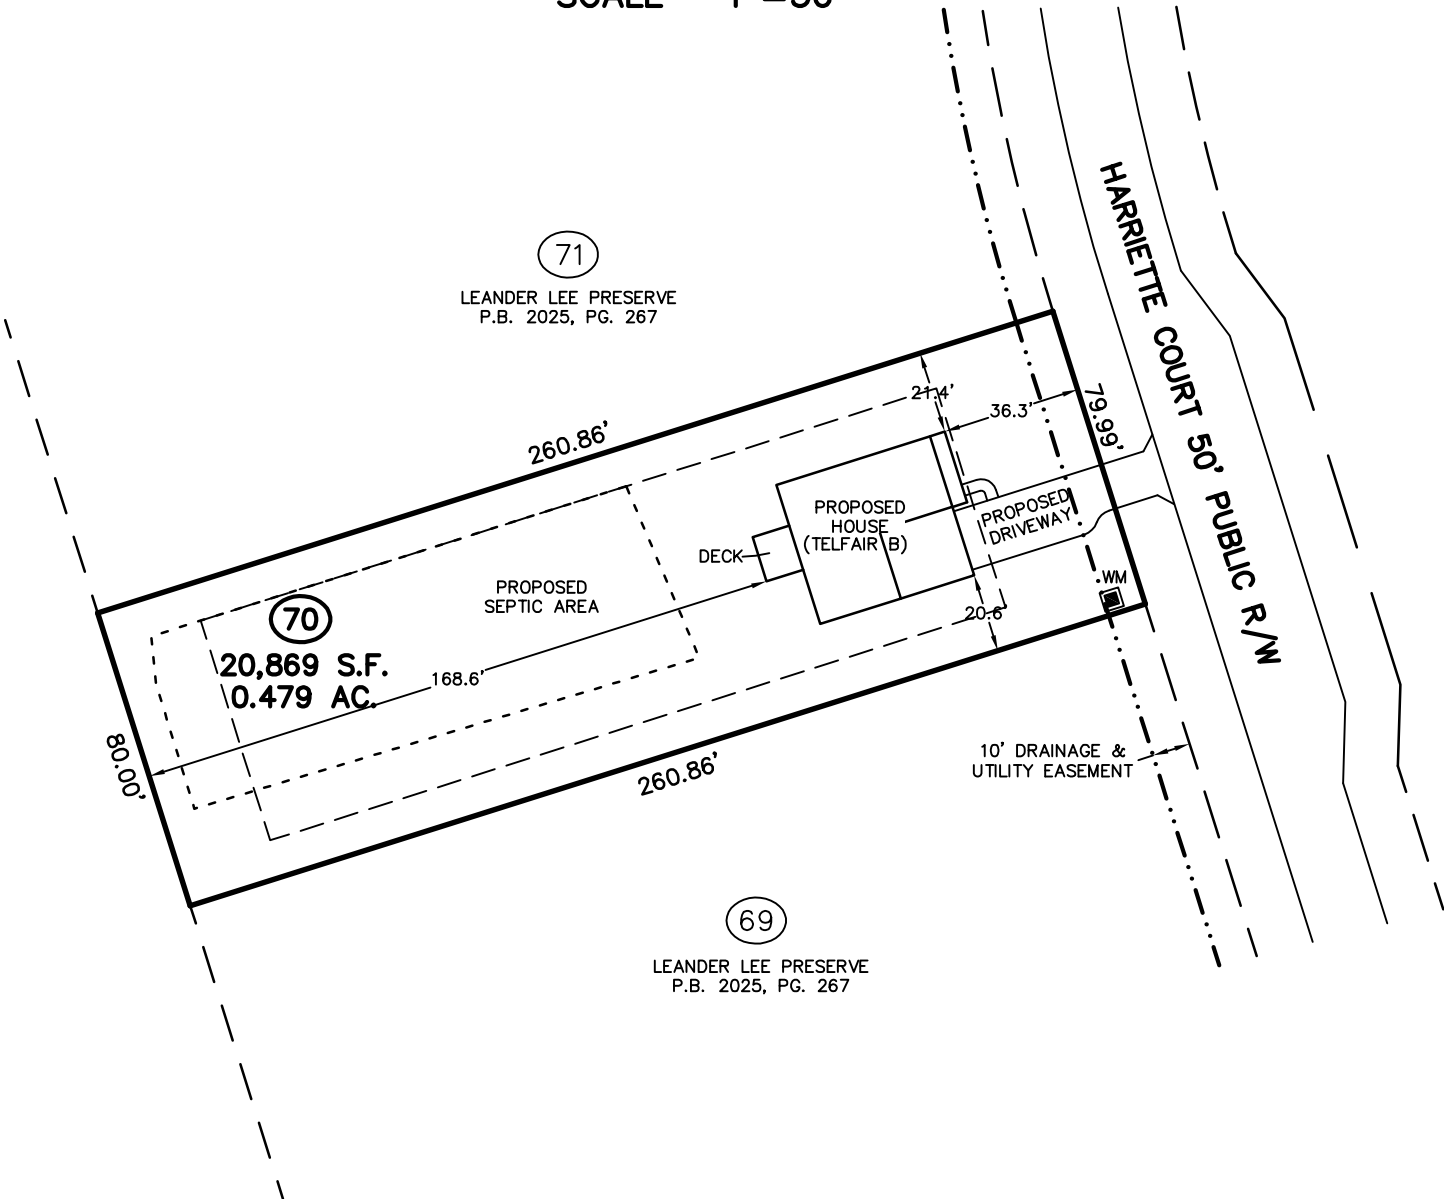 HARRIETTE COURT 50' PUBLIC R/W
71
LEANDER LEE PRESERVE
P.B. 2025, PG. 267
21.4'
36.3'
79.99'
260.86'
PROPOSED
HOUSE
(TELFAIR B)
PROPOSED
DRIVEWAY
DECK
WM
PROPOSED
SEPTIC AREA
70
20,869 S.F.
0.479 AC.
20.6
168.6'
80.00'
260.86'
10' DRAINAGE &
UTILITY EASEMENT
69
LEANDER LEE PRESERVE
P.B. 2025, PG. 267